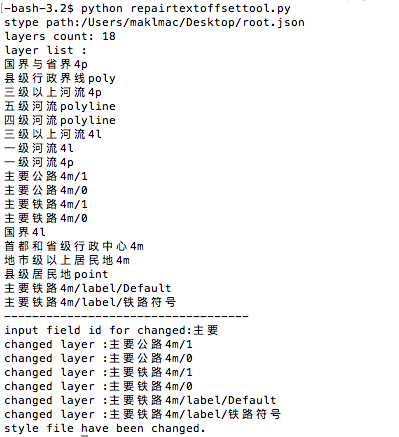 [-bash-3.2$ python repairtextoffsettool.py
stype path:/Users/maklmac/Desktop/root.json
layers count: 18
layer list :
国界与省界4p
县级行政界线poly
三级以上河流4p
五级河流polyline
四级河流polyline
三级以上河流4l
一级河流4l
一级河流4p
主要公路4m/1
主要公路4m/0
主要铁路4m/1
主要铁路4m/0
国界4l
首都和省级行政中心4m
地市级以上居民地4m
县级居民地point
主要铁路4m/label/Default
主要铁路4m/label/铁路符号
-----------------------------------
input field id for changed:主要
changed layer :主要公路4m/1
changed layer :主要公路4m/0
changed layer :主要铁路4m/1
changed layer :主要铁路4m/0
changed layer :主要铁路4m/label/Default
changed layer :主要铁路4m/label/铁路符号
style file have been changed.